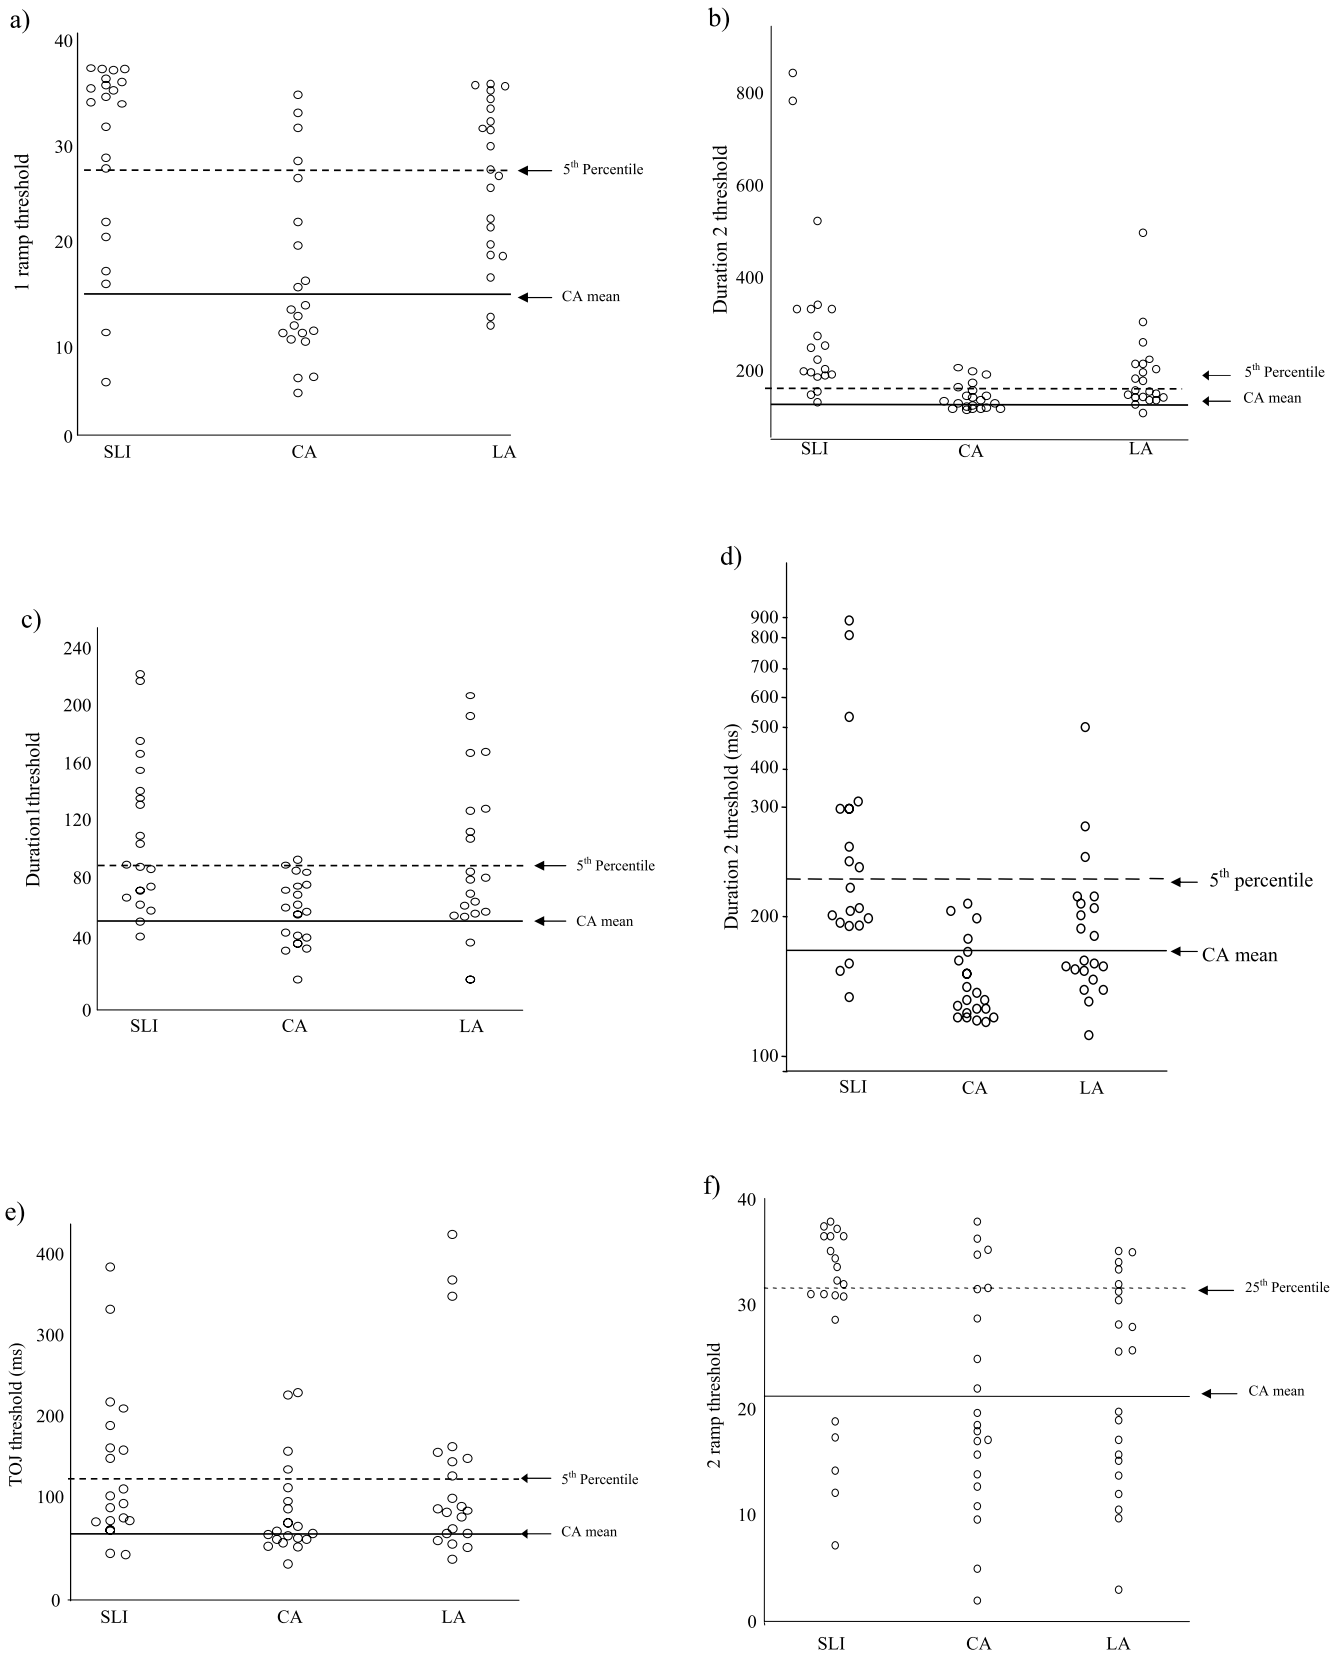 a)
40
30
20
10
0
1 ramp threshold
5th Percentile
CA mean
SLI
CA
LA
b)
800
600
400
200
Duration 2 threshold
5th Percentile
CA mean
SLI
CA
LA
c)
240
200
160
120
80
40
0
Duration1threshold
5th Percentile
CA mean
SLI
CA
LA
d)
900
800
700
600
500
400
300
200
100
Duration 2 threshold (ms)
5th percentile
CA mean
SLI
CA
LA
e)
400
300
200
100
0
TOJ threshold (ms)
5th Percentile
CA mean
SLI
CA
LA
f)
40
30
20
10
0
2 ramp threshold
25th Percentile
CA mean
SLI
CA
LA